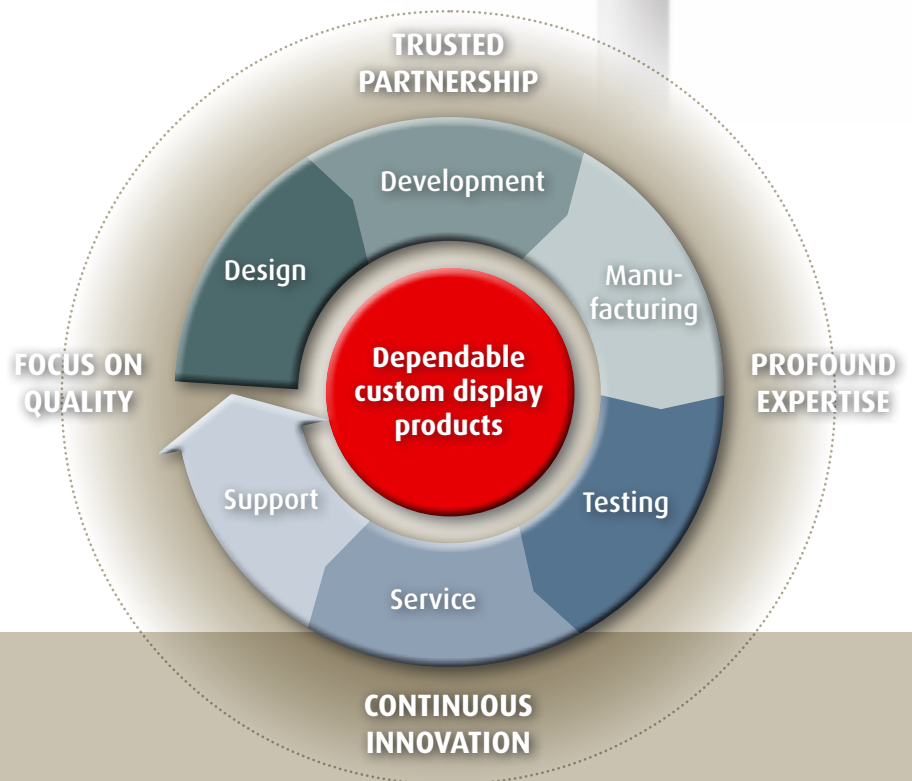 TRUSTED
PARTNERSHIP
Development
Design
Manu-
facturing
FOCUS ON
QUALITY
Dependable
custom display
products
PROFOUND
EXPERTISE
Support
Testing
Service
CONTINUOUS
INNOVATION